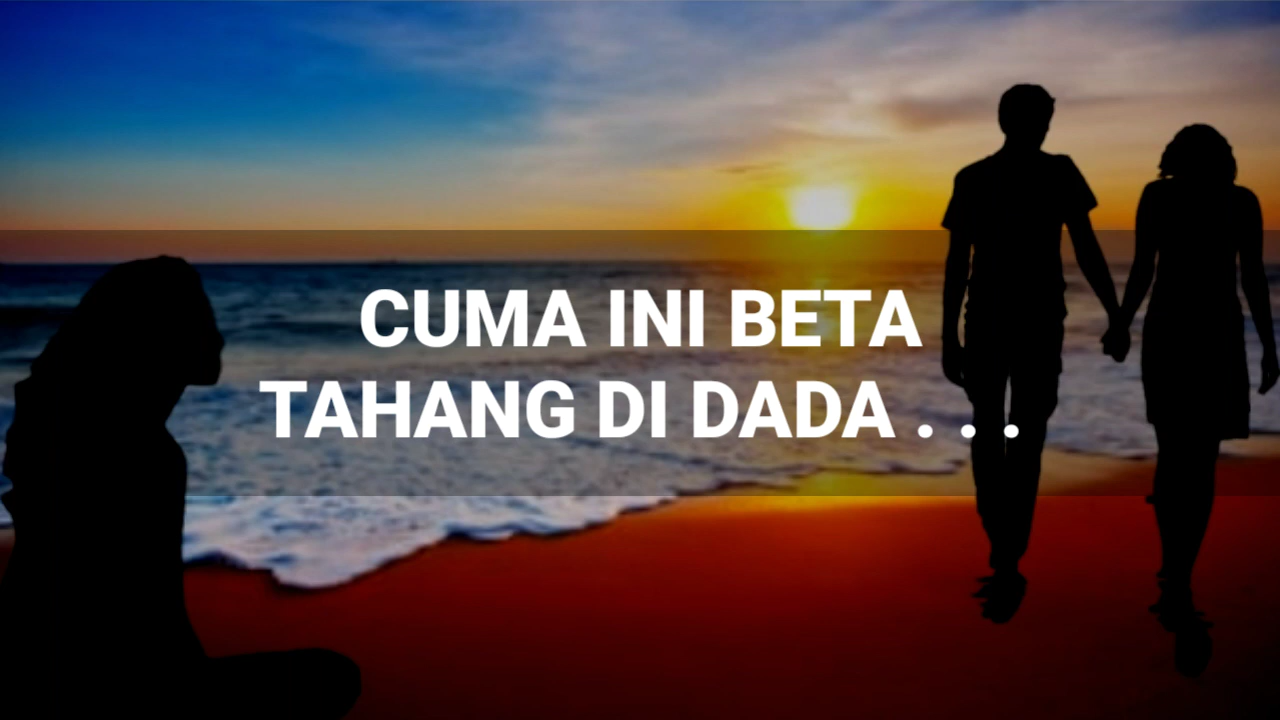 CUMA INI BETA
TAHANG DI DADA . . .